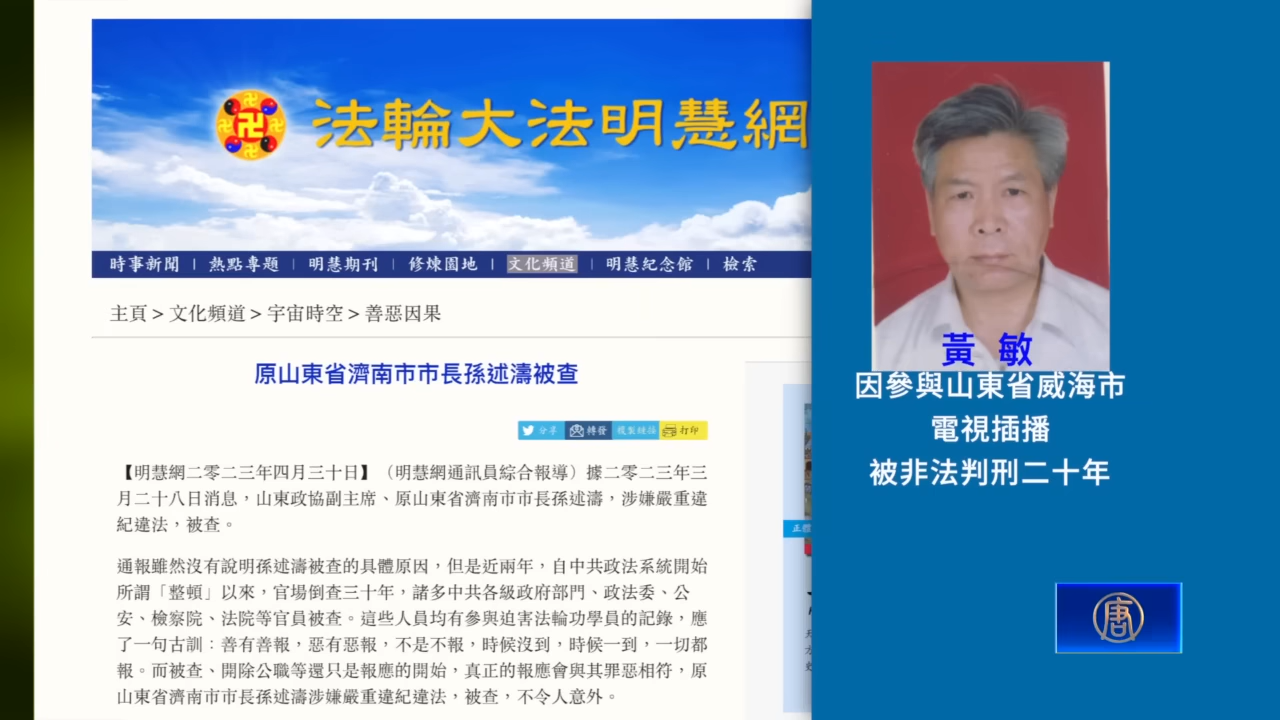 法輪大法明慧網
時事新聞 | 熱點專題 | 明慧期刊 | 修煉園地 | 文化頻道 | 明慧紀念館 | 檢索
主頁 > 文化頻道 > 宇宙時空 > 善惡因果
原山東省濟南市市長孫述濤被查
分享 轉發 複製鏈接 打印
【明慧網二零二三年四月三十日】（明慧網通訊員綜合報導）據二零二三年三
月二十八日消息，山東政協副主席、原山東省濟南市市長孫述濤，涉嫌嚴重違
紀違法，被查。
通報雖然沒有說明孫述濤被查的具體原因，但是近兩年，自中共政法系統開始
所謂「整頓」以來，官場倒查三十年，諸多中共各級政府部門、政法委、公
安、檢察院、法院等官員被查。這些人員均有參與迫害法輪功學員的記錄，應
了一句古訓：善有善報，惡有惡報，不是不報，時候沒到，時候一到，一切都
報。而被查、開除公職等還只是報應的開始，真正的報應會與其罪惡相符，原
山東省濟南市市長孫述濤涉嫌嚴重違紀違法，被查，不令人意外。
正體
黃 敏
因參與山東省威海市
電視插播
被非法判刑二十年
唐